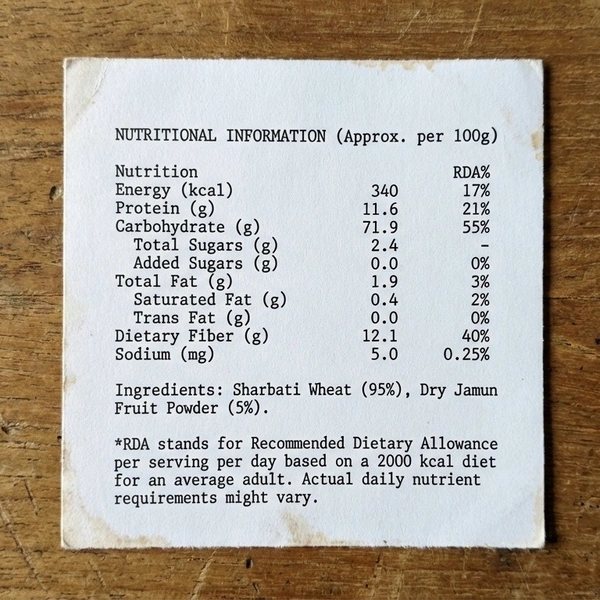 NUTRITIONAL INFORMATION (Approx. per 100g)
Nutrition RDA%
Energy (kcal) 340 17%
Protein (g) 11.6 21%
Carbohydrate (g) 71.9 55%
Total Sugars (g) 2.4 –
Added Sugars (g) 0.0 0%
Total Fat (g) 1.9 3%
Saturated Fat (g) 0.4 2%
Trans Fat (g) 0.0 0%
Dietary Fiber (g) 12.1 40%
Sodium (mg) 5.0 0.25%
Ingredients: Sharbati Wheat (95%), Dry Jamun
Fruit Powder (5%).
*RDA stands for Recommended Dietary Allowance
per serving per day based on a 2000 kcal diet
for an average adult. Actual daily nutrient
requirements might vary.